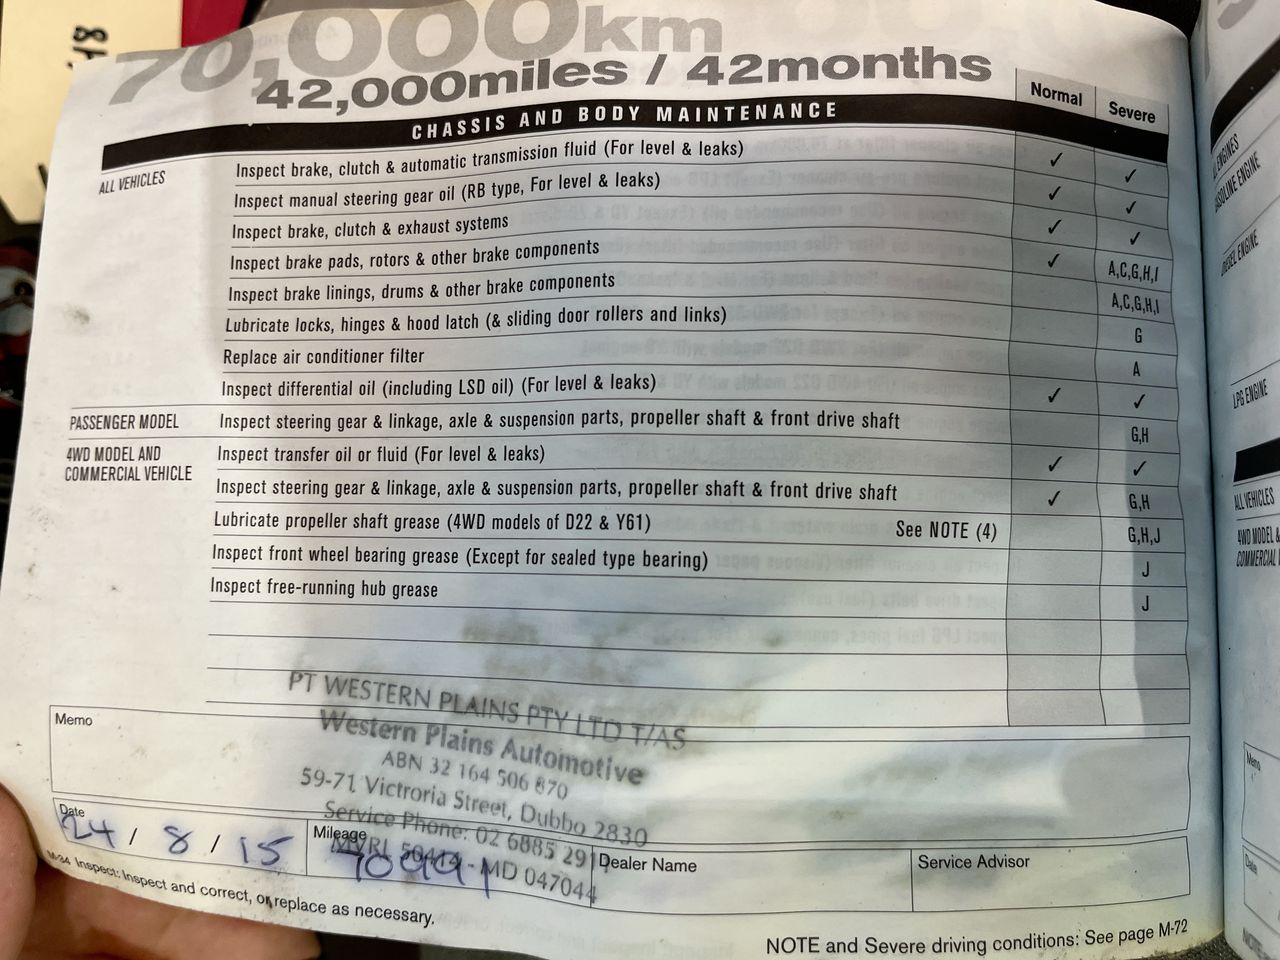 70,000km
42,000miles / 42months
Normal
Severe
CHASSIS AND BODY MAINTENANCE
ALL VEHICLES
Inspect brake, clutch & automatic transmission fluid (For level & leaks) ✓ ✓
Inspect manual steering gear oil (RB type, For level & leaks) ✓ ✓
Inspect brake, clutch & exhaust systems ✓ ✓
Inspect brake pads, rotors & other brake components ✓ A,C,G,H,I
Inspect brake linings, drums & other brake components A,C,G,H,I
Lubricate locks, hinges & hood latch (& sliding door rollers and links) G
Replace air conditioner filter A
Inspect differential oil (including LSD oil) (For level & leaks) ✓ ✓
PASSENGER MODEL Inspect steering gear & linkage, axle & suspension parts, propeller shaft & front drive shaft G,H
4WD MODEL AND
COMMERCIAL VEHICLE
Inspect transfer oil or fluid (For level & leaks) ✓ ✓
Inspect steering gear & linkage, axle & suspension parts, propeller shaft & front drive shaft ✓ G,H
Lubricate propeller shaft grease (4WD models of D22 & Y61) See NOTE (4) G,H,J
Inspect front wheel bearing grease (Except for sealed type bearing) J
Inspect free-running hub grease J
Memo
PT WESTERN PLAINS PTY LTD T/AS
Western Plains Automotive
ABN 32 164 506 870
59-71 Victroria Street, Dubbo 2830
Service Phone: 02 6885 291
MVRL 50414 - MD 047044
Date
24 / 8 / 15
Mileage
70991
Dealer Name
Service Advisor
M-34 Inspect: Inspect and correct, or replace as necessary.
NOTE and Severe driving conditions: See page M-72
GASOLINE ENGINE
DIESEL ENGINE
LPG ENGINE
ALL VEHICLES
4WD MODEL &
COMMERCIAL
Memo
Date